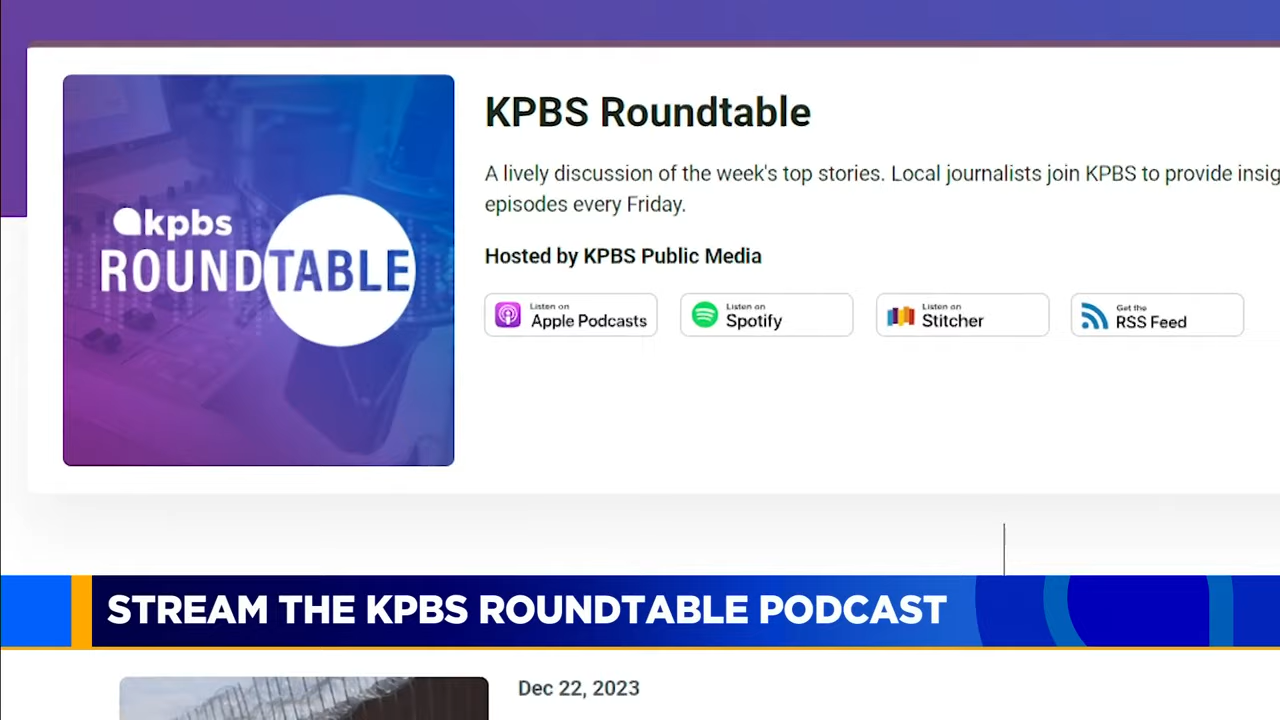 KPBS Roundtable
A lively discussion of the week's top stories. Local journalists join KPBS to provide
episodes every Friday.
Hosted by KPBS Public Media
kpbs
ROUNDTABLE
Listen on
Apple Podcasts
Listen on
Spotify
Listen on
Stitcher
Get the
RSS Feed
STREAM THE KPBS ROUNDTABLE PODCAST
Dec 22, 2023